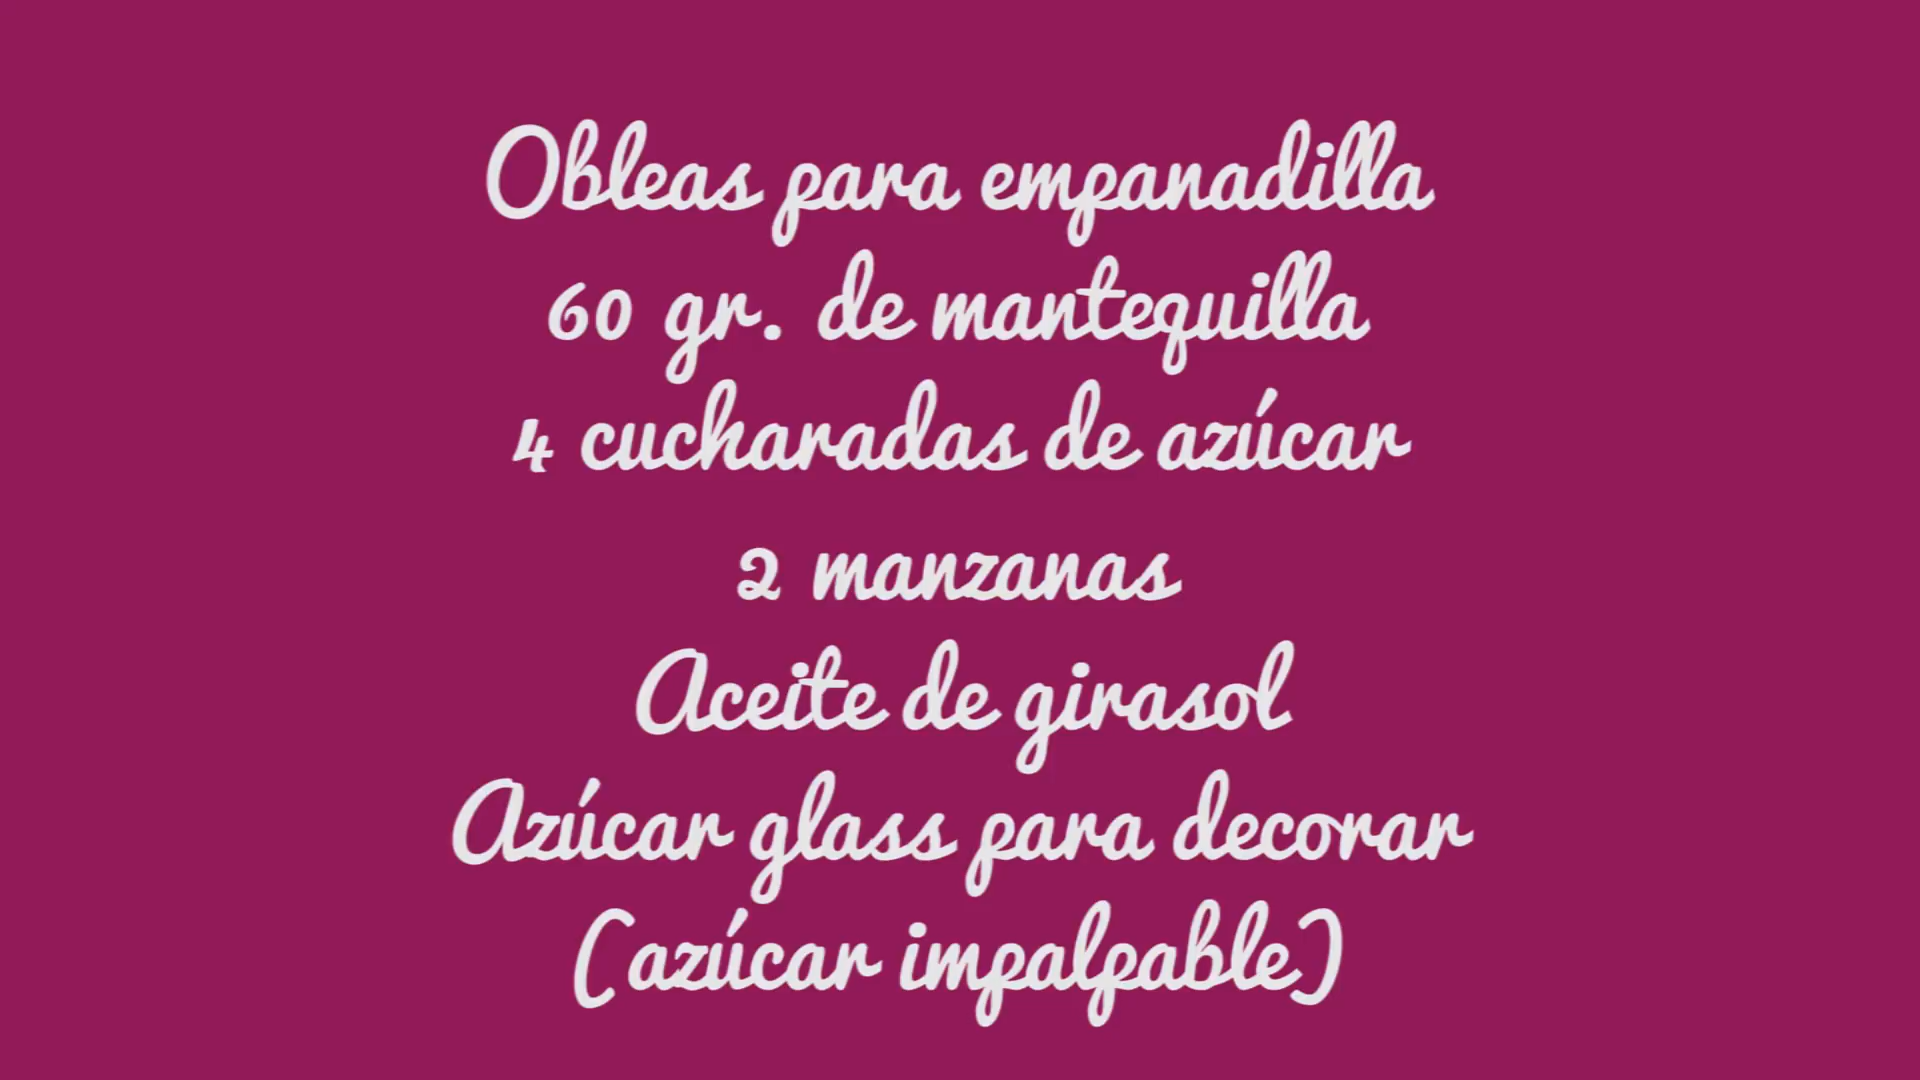 Obleas para empanadilla
60 gr. de mantequilla
4 cucharadas de azúcar
2 manzanas
Aceite de girasol
Azúcar glass para decorar
(azúcar impalpable)